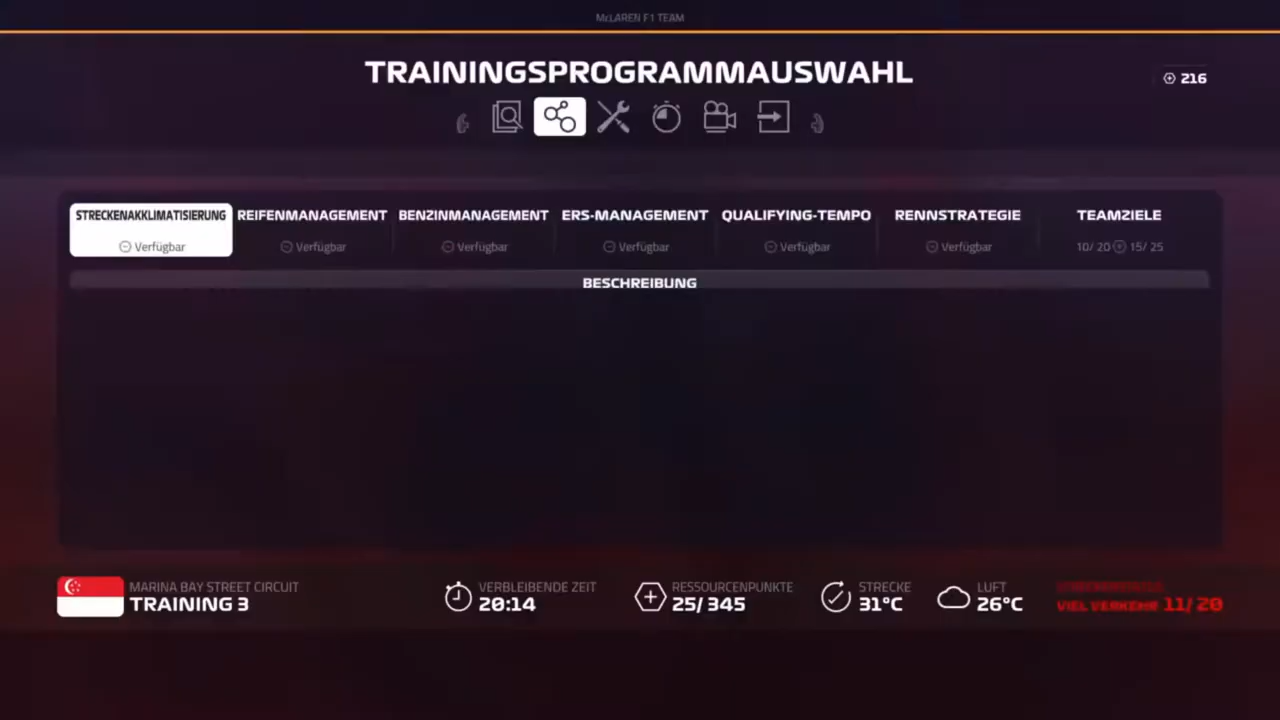 McLAREN F1 TEAM
TRAININGSPROGRAMMAUSWAHL
216
STRECKENAKKLIMATISIERUNG REIFENMANAGEMENT BENZINMANAGEMENT ERS-MANAGEMENT QUALIFYING-TEMPO RENNSTRATEGIE TEAMZIELE
Verfügbar Verfügbar Verfügbar Verfügbar Verfügbar Verfügbar 10/ 20 15/ 25
BESCHREIBUNG
MARINA BAY STREET CIRCUIT VERBLEIBENDE ZEIT RESSOURCENPUNKTE STRECKE LUFT
TRAINING 3 20:14 25/ 345 31°C 26°C VIEL VERKEHR 11/ 20